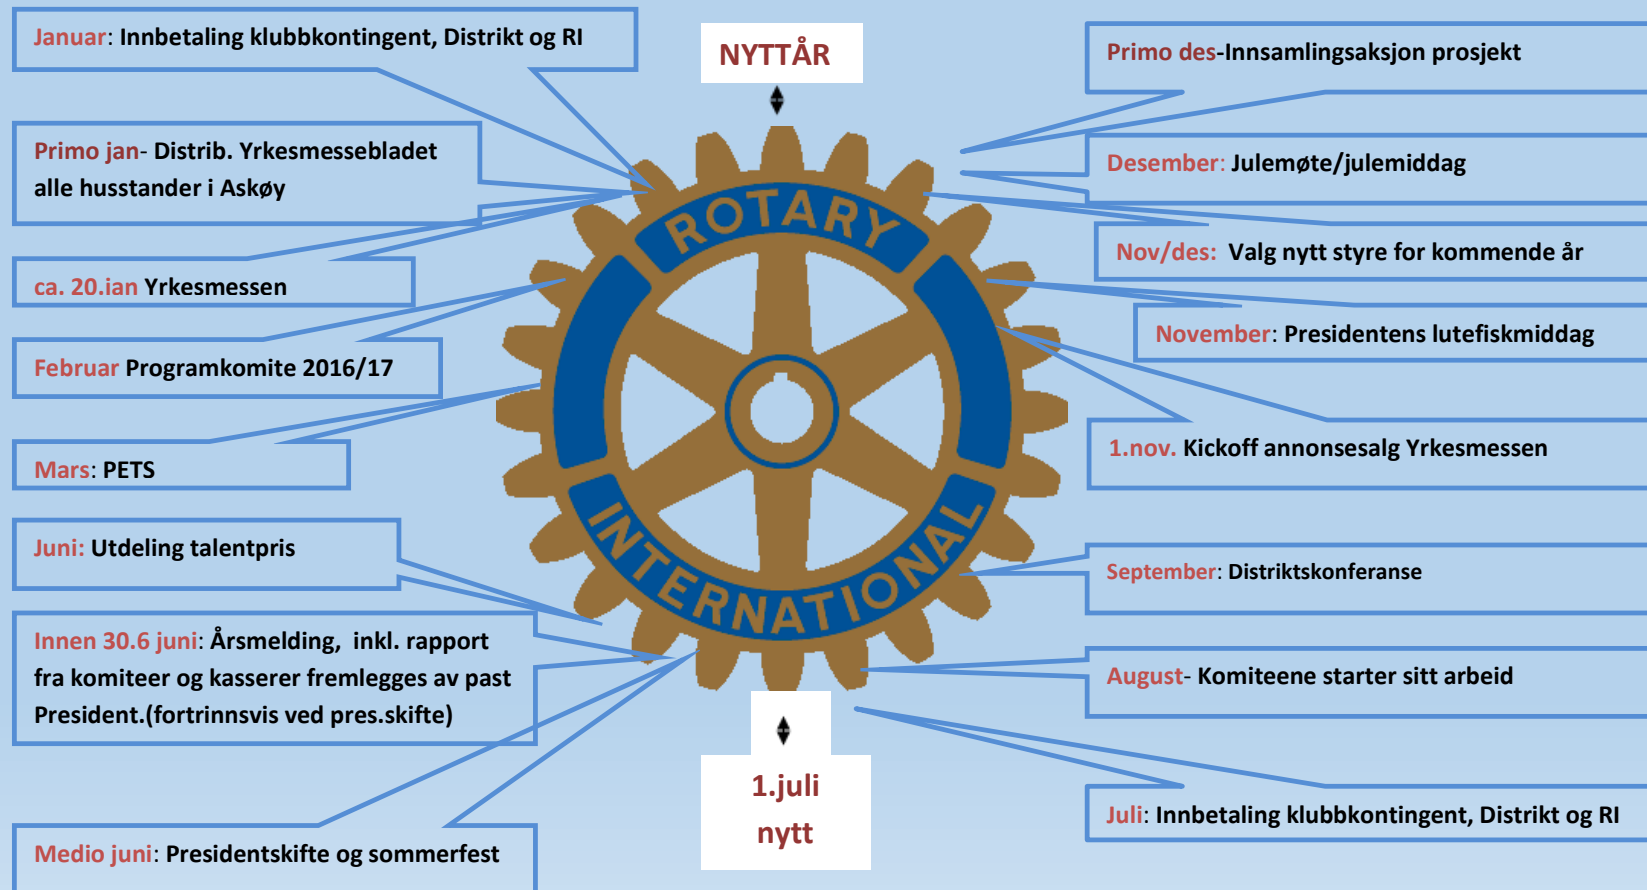 NYTTÅR
Januar: Innbetaling klubbkontingent, Distrikt og RI
Primo jan- Distrib. Yrkesmessebladet
alle husstander i Askøy
ca. 20.ian Yrkesmessen
Februar Programkomite 2016/17
Mars: PETS
Juni: Utdeling talentpris
Innen 30.6 juni: Årsmelding, inkl. rapport
fra komiteer og kasserer fremlegges av past
President.(fortrinnsvis ved pres.skifte)
Medio juni: Presidentskifte og sommerfest
ROTARY
INTERNATIONAL
1.juli
nytt
Primo des-Innsamlingsaksjon prosjekt
Desember: Julemøte/julemiddag
Nov/des: Valg nytt styre for kommende år
November: Presidentens lutefiskmiddag
1.nov. Kickoff annonsesalg Yrkesmessen
September: Distriktskonferanse
August- Komiteene starter sitt arbeid
Juli: Innbetaling klubbkontingent, Distrikt og RI